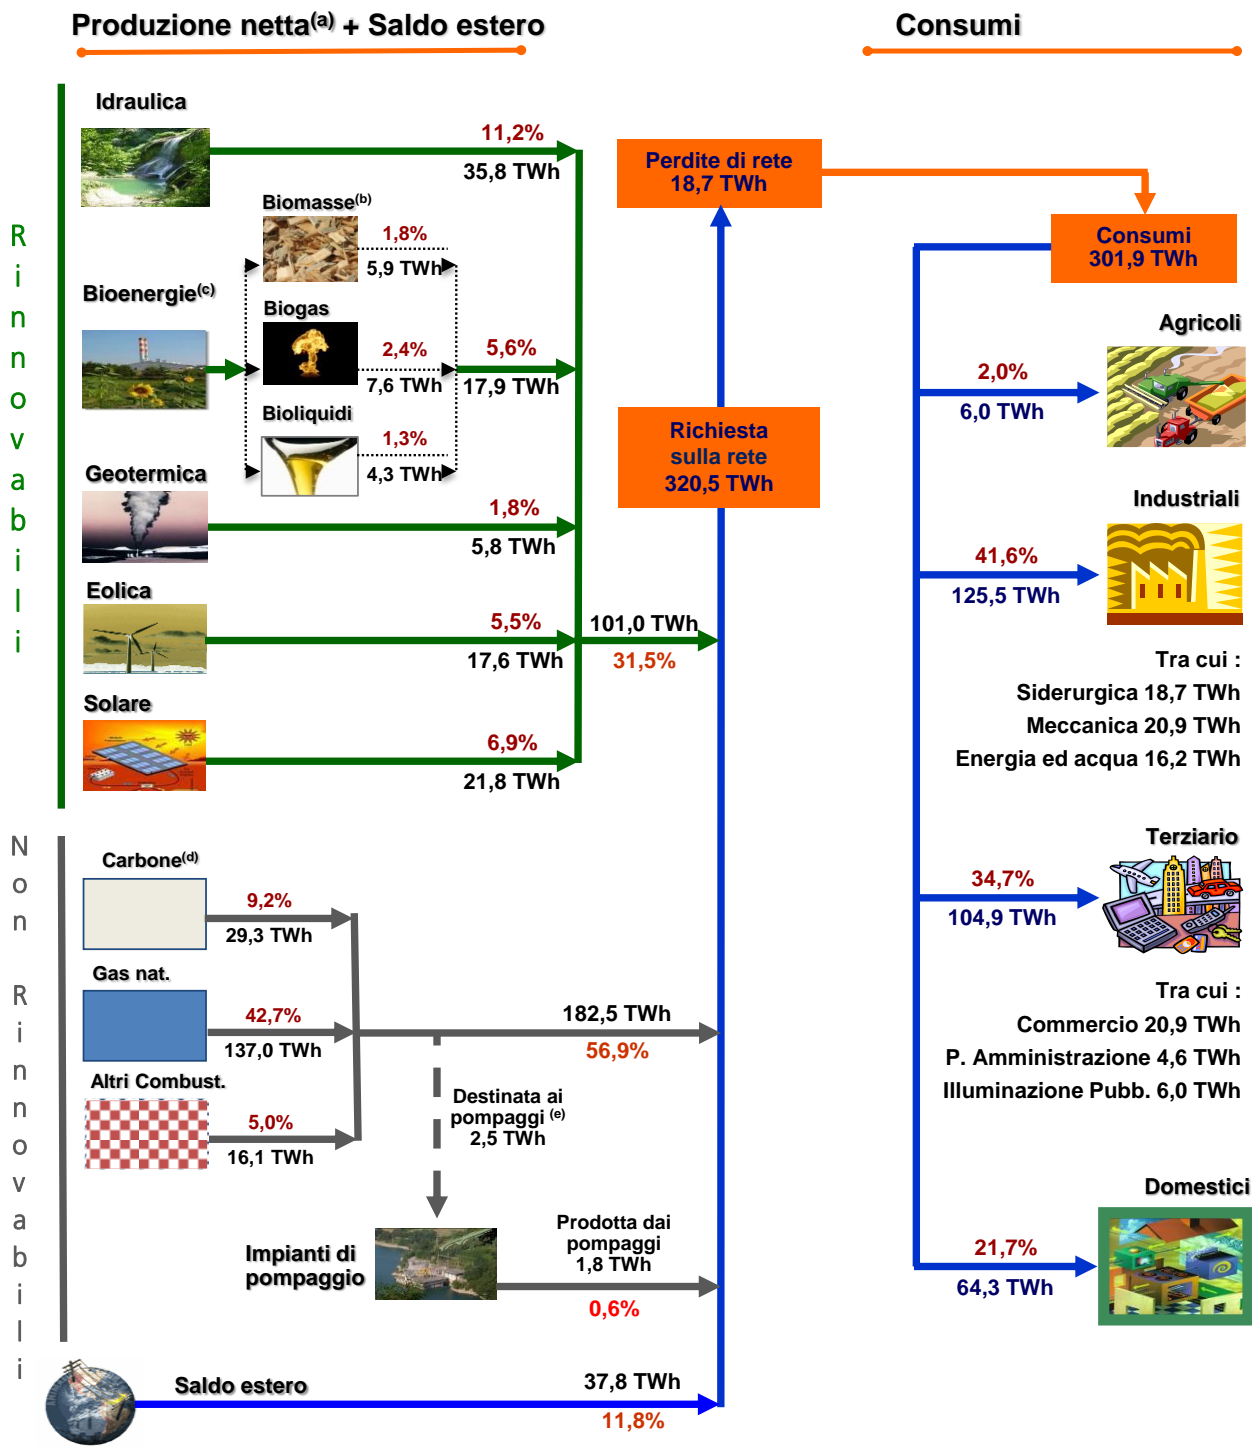 Produzione netta(a) + Saldo estero
Consumi
Rinnovabili
Idraulica
11,2%
35,8 TWh
Bioenergie(c)
Biomasse(b)
1,8%
5,9 TWh
Biogas
2,4%
7,6 TWh
Bioliquidi
1,3%
4,3 TWh
5,6%
17,9 TWh
Geotermica
1,8%
5,8 TWh
Eolica
5,5%
17,6 TWh
101,0 TWh
31,5%
Solare
6,9%
21,8 TWh
Non Rinnovabili
Carbone(d)
9,2%
29,3 TWh
Gas nat.
42,7%
137,0 TWh
Altri Combust.
5,0%
16,1 TWh
182,5 TWh
56,9%
Destinata ai
pompaggi (e)
2,5 TWh
Impianti di
pompaggio
Prodotta dai
pompaggi
1,8 TWh
0,6%
Saldo estero
37,8 TWh
11,8%
Perdite di rete
18,7 TWh
Richiesta
sulla rete
320,5 TWh
Consumi
301,9 TWh
Agricoli
2,0%
6,0 TWh
Industriali
41,6%
125,5 TWh
Tra cui :
Siderurgica 18,7 TWh
Meccanica 20,9 TWh
Energia ed acqua 16,2 TWh
Terziario
34,7%
104,9 TWh
Tra cui :
Commercio 20,9 TWh
P. Amministrazione 4,6 TWh
Illuminazione Pubb. 6,0 TWh
Domestici
21,7%
64,3 TWh